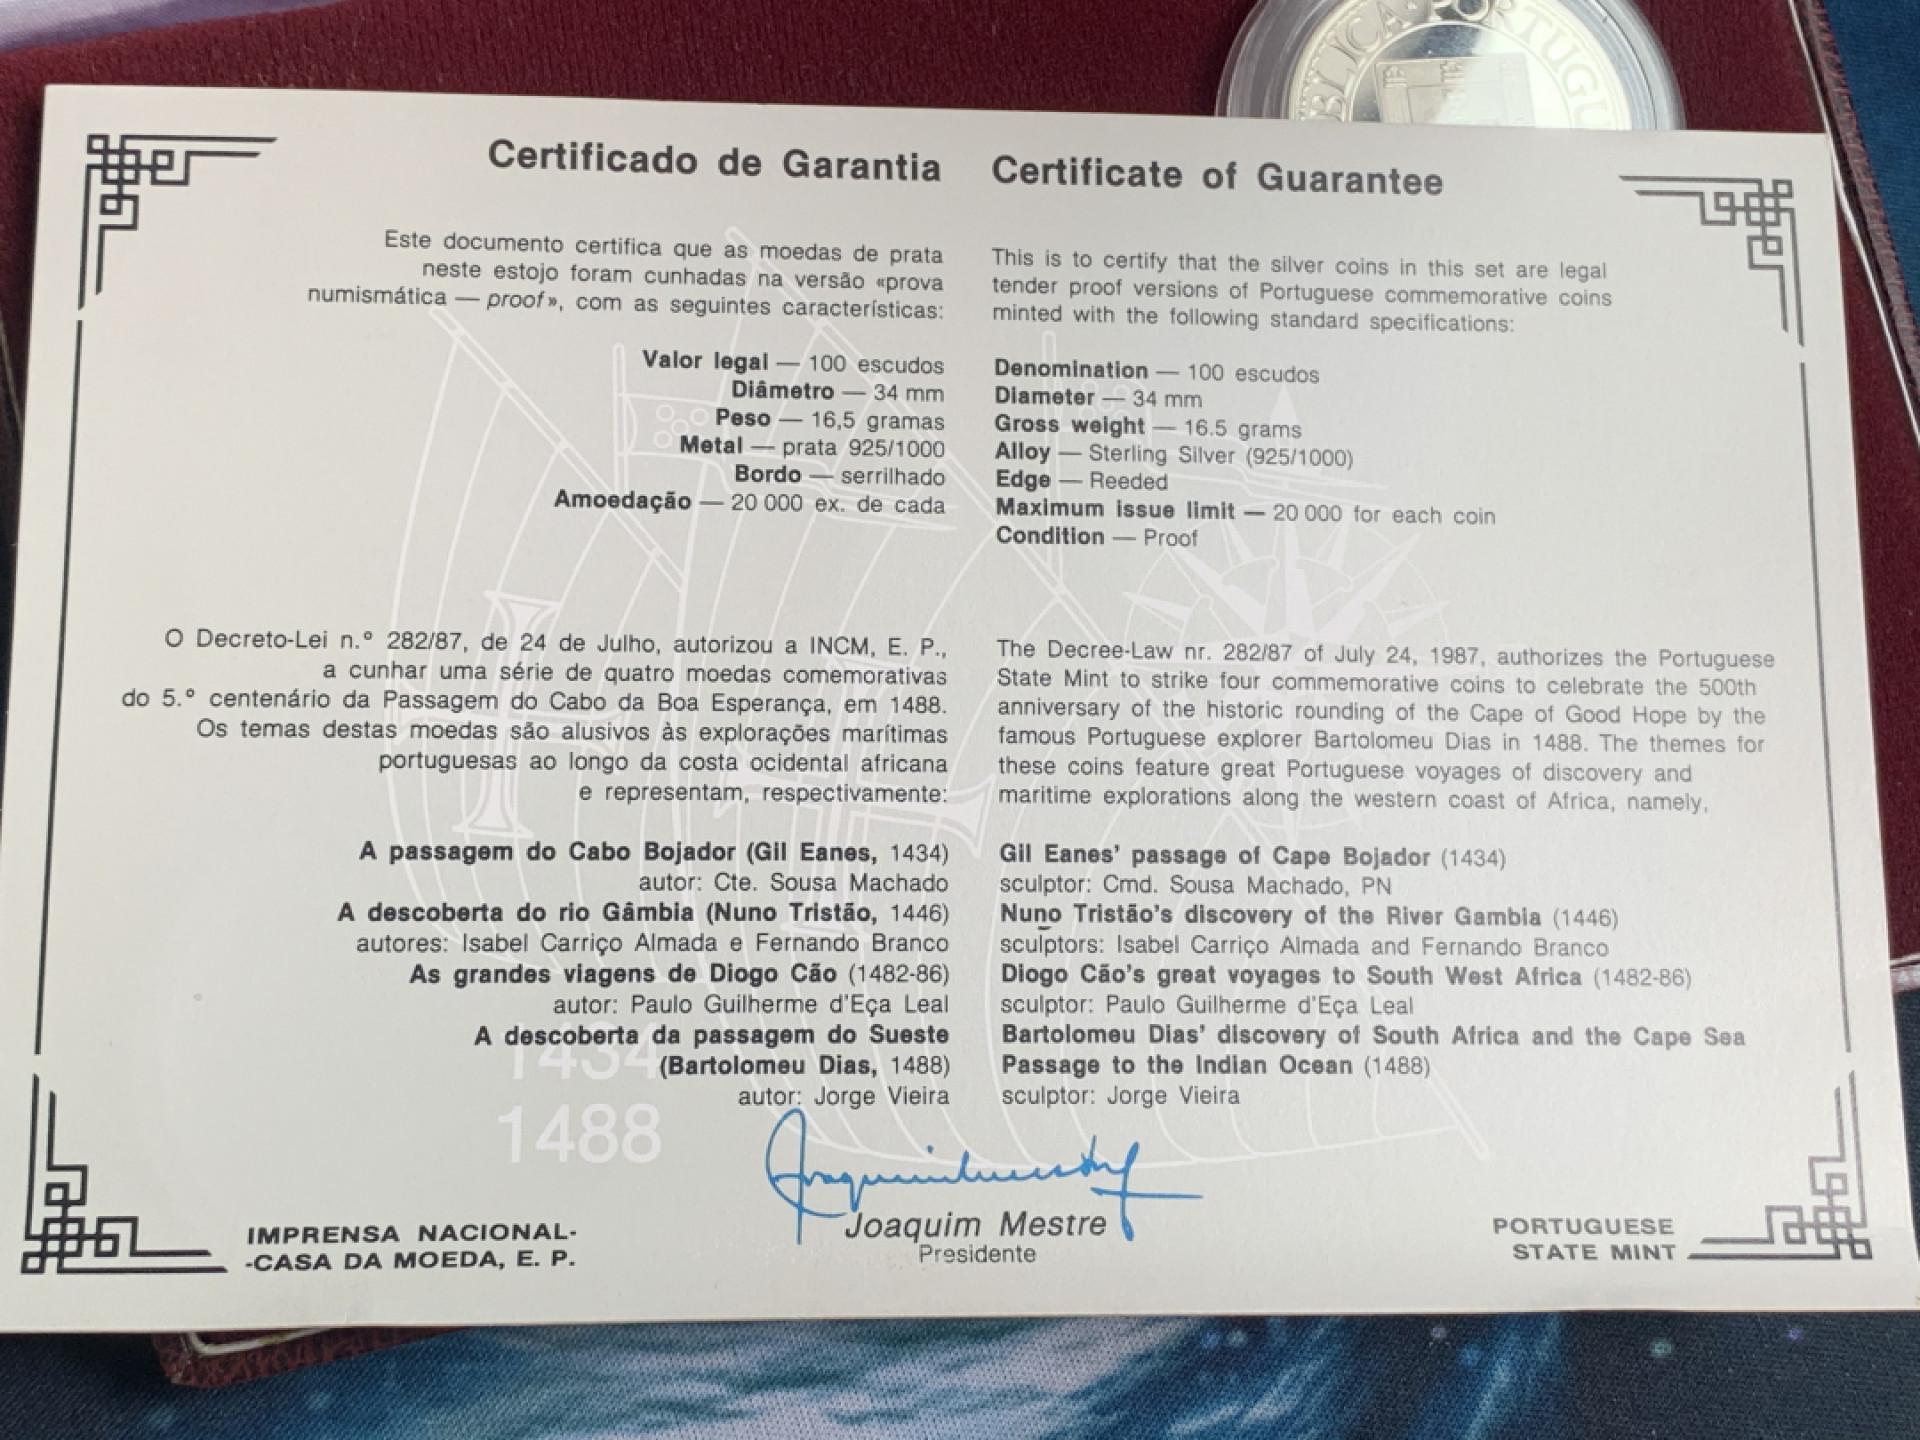 BLICA·PORTUGU
Certificado de Garantia
Este documento certifica que as moedas de prata
neste estojo foram cunhadas na versão «prova
numismática — proof», com as seguintes características:
Valor legal — 100 escudos
Diâmetro — 34 mm
Peso — 16,5 gramas
Metal — prata 925/1000
Bordo — serrilhado
Amoedação — 20 000 ex. de cada
O Decreto-Lei n.º 282/87, de 24 de Julho, autorizou a INCM, E. P.,
a cunhar uma série de quatro moedas comemorativas
do 5.º centenário da Passagem do Cabo da Boa Esperança, em 1488.
Os temas destas moedas são alusivos às explorações marítimas
portuguesas ao longo da costa ocidental africana
e representam, respectivamente:
A passagem do Cabo Bojador (Gil Eanes, 1434)
autor: Cte. Sousa Machado
A descoberta do rio Gâmbia (Nuno Tristão, 1446)
autores: Isabel Carriço Almada e Fernando Branco
As grandes viagens de Diogo Cão (1482-86)
autor: Paulo Guilherme d'Eça Leal
A descoberta da passagem do Sueste
(Bartolomeu Dias, 1488)
autor: Jorge Vieira
1434
1488
Certificate of Guarantee
This is to certify that the silver coins in this set are legal
tender proof versions of Portuguese commemorative coins
minted with the following standard specifications:
Denomination — 100 escudos
Diameter — 34 mm
Gross weight — 16.5 grams
Alloy — Sterling Silver (925/1000)
Edge — Reeded
Maximum issue limit — 20 000 for each coin
Condition — Proof
The Decree-Law nr. 282/87 of July 24, 1987, authorizes the Portuguese
State Mint to strike four commemorative coins to celebrate the 500th
anniversary of the historic rounding of the Cape of Good Hope by the
famous Portuguese explorer Bartolomeu Dias in 1488. The themes for
these coins feature great Portuguese voyages of discovery and
maritime explorations along the western coast of Africa, namely,
Gil Eanes' passage of Cape Bojador (1434)
sculptor: Cmd. Sousa Machado, PN
Nuno Tristão's discovery of the River Gambia (1446)
sculptors: Isabel Carriço Almada and Fernando Branco
Diogo Cão's great voyages to South West Africa (1482-86)
sculptor: Paulo Guilherme d'Eça Leal
Bartolomeu Dias' discovery of South Africa and the Cape Sea
Passage to the Indian Ocean (1488)
sculptor: Jorge Vieira
Joaquim Mestre
Presidente
IMPRENSA NACIONAL-
-CASA DA MOEDA, E. P.
PORTUGUESE
STATE MINT